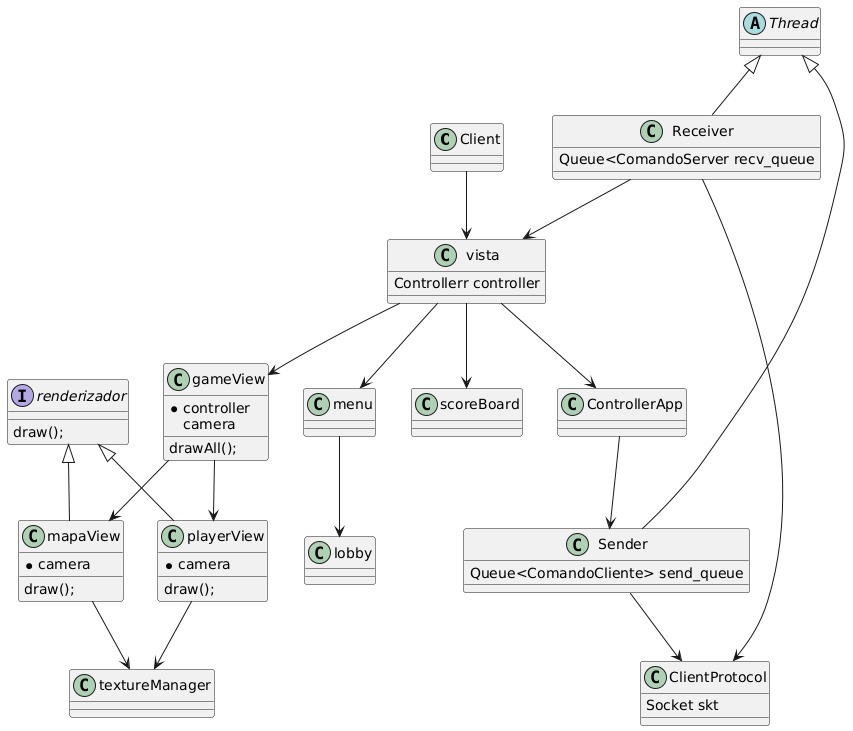 A Thread
C Client
C Receiver
Queue<ComandoServer recv_queue
C vista
Controllerr controller
I renderizador
draw();
C gameView
* controller
camera
drawAll();
C menu
C scoreBoard
C ControllerApp
C mapaView
* camera
draw();
C playerView
* camera
draw();
C lobby
C Sender
Queue<ComandoCliente> send_queue
C textureManager
C ClientProtocol
Socket skt